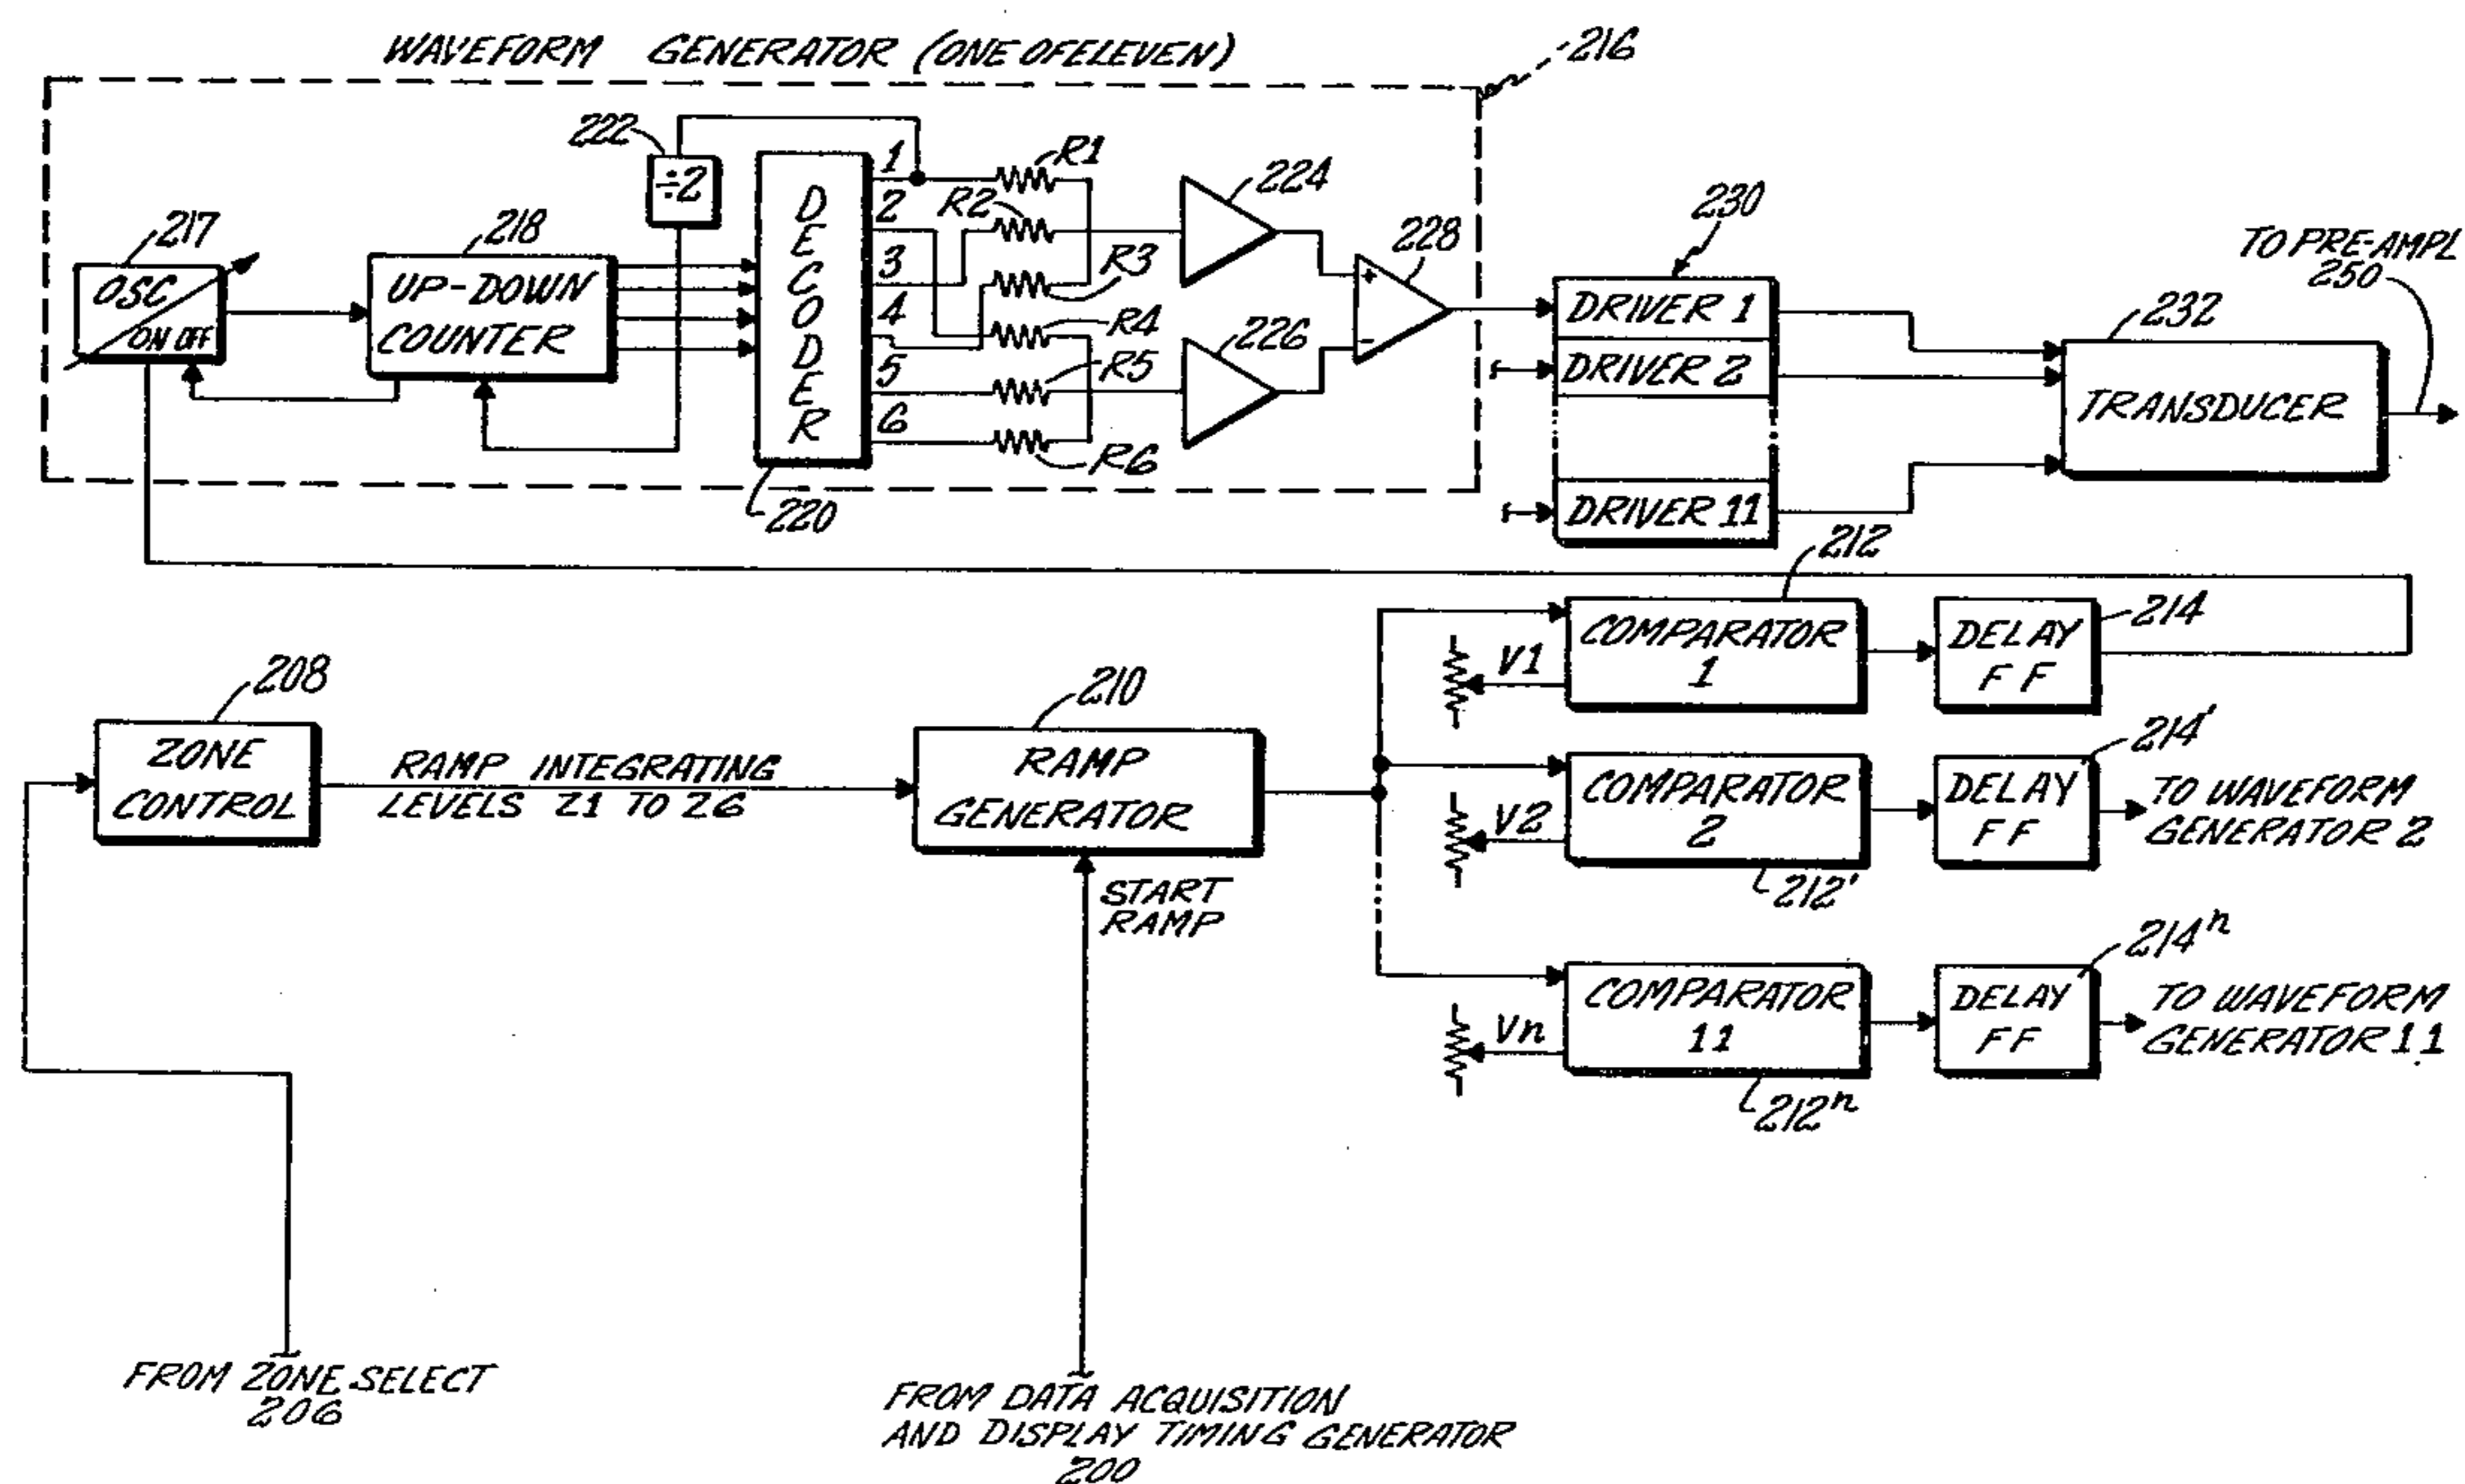 WAVEFORM GENERATOR (ONE OFELEVEN)
216
222
÷2
1
2
3
4
5
6
R1
R2
R3
R4
R5
R6
224
226
228
217
OSC
ON OFF
218
UP-DOWN
COUNTER
DECODER
220
230
DRIVER 1
DRIVER 2
DRIVER 11
TO PRE-AMPL
250
232
TRANSDUCER
212
COMPARATOR
1
V1
214
DELAY
FF
208
ZONE
CONTROL
RAMP INTEGRATING
LEVELS Z1 TO Z6
210
RAMP
GENERATOR
START
RAMP
V2
COMPARATOR
2
212'
214'
DELAY
FF
TO WAVEFORM
GENERATOR 2
Vn
COMPARATOR
11
212n
214n
DELAY
FF
TO WAVEFORM
GENERATOR 11
FROM ZONE SELECT
206
FROM DATA ACQUISITION
AND DISPLAY TIMING GENERATOR
200
+
-